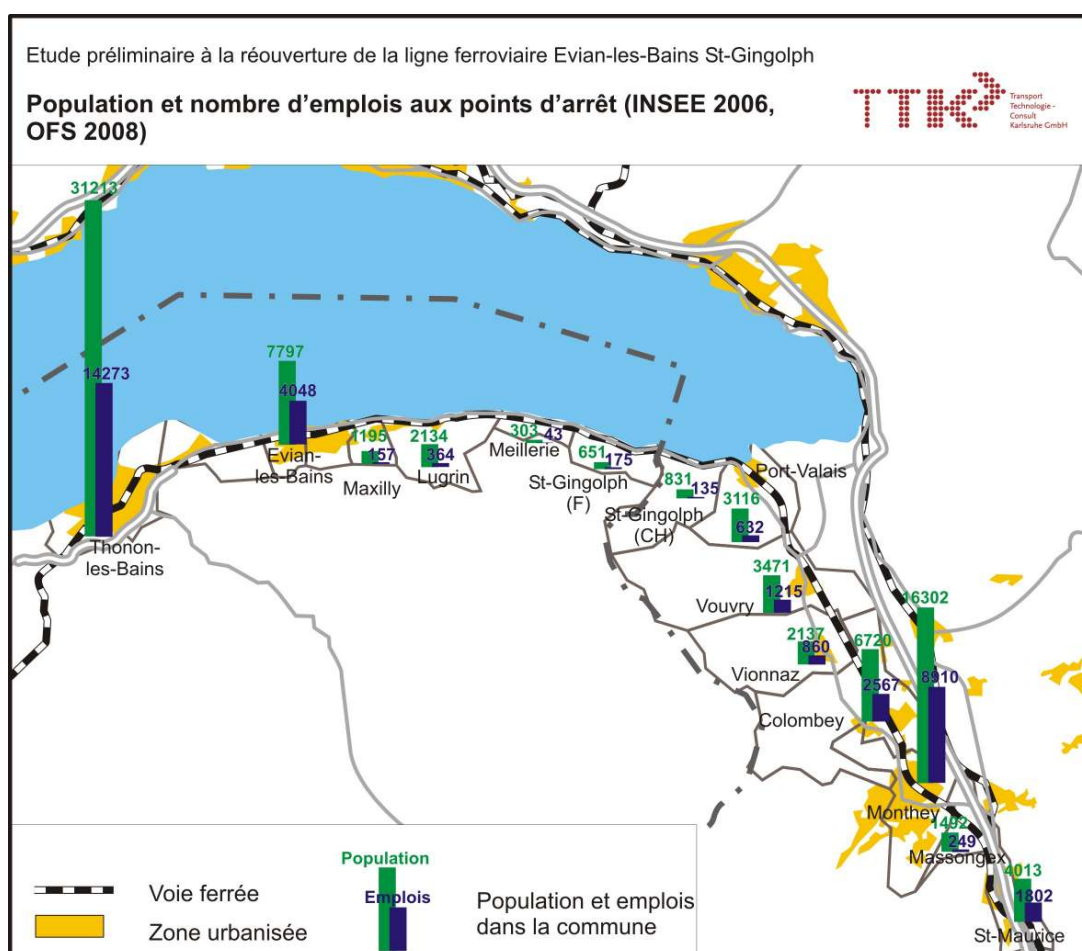 Etude préliminaire à la réouverture de la ligne ferroviaire Evian-les-Bains St-Gingolph
Population et nombre d'emplois aux points d'arrêt (INSEE 2006,
OFS 2008)
TTK
Transport
Technologie -
Consult
Karlsruhe GmbH
31213
14273
Thonon-
les-Bains
7797
4048
Evian-
les-Bains
1195
157
Maxilly
2134
364
Lugrin
303
43
Meillerie
651
175
St-Gingolph
(F)
831
135
St-Gingolph
(CH)
Port-Valais
3116
632
3471
1215
Vouvry
2137
860
Vionnaz
6720
2567
Colombey
16302
8910
Monthey
1492
249
Massongex
4013
1802
St-Maurice
Voie ferrée
Zone urbanisée
Population
Emplois
Population et emplois
dans la commune